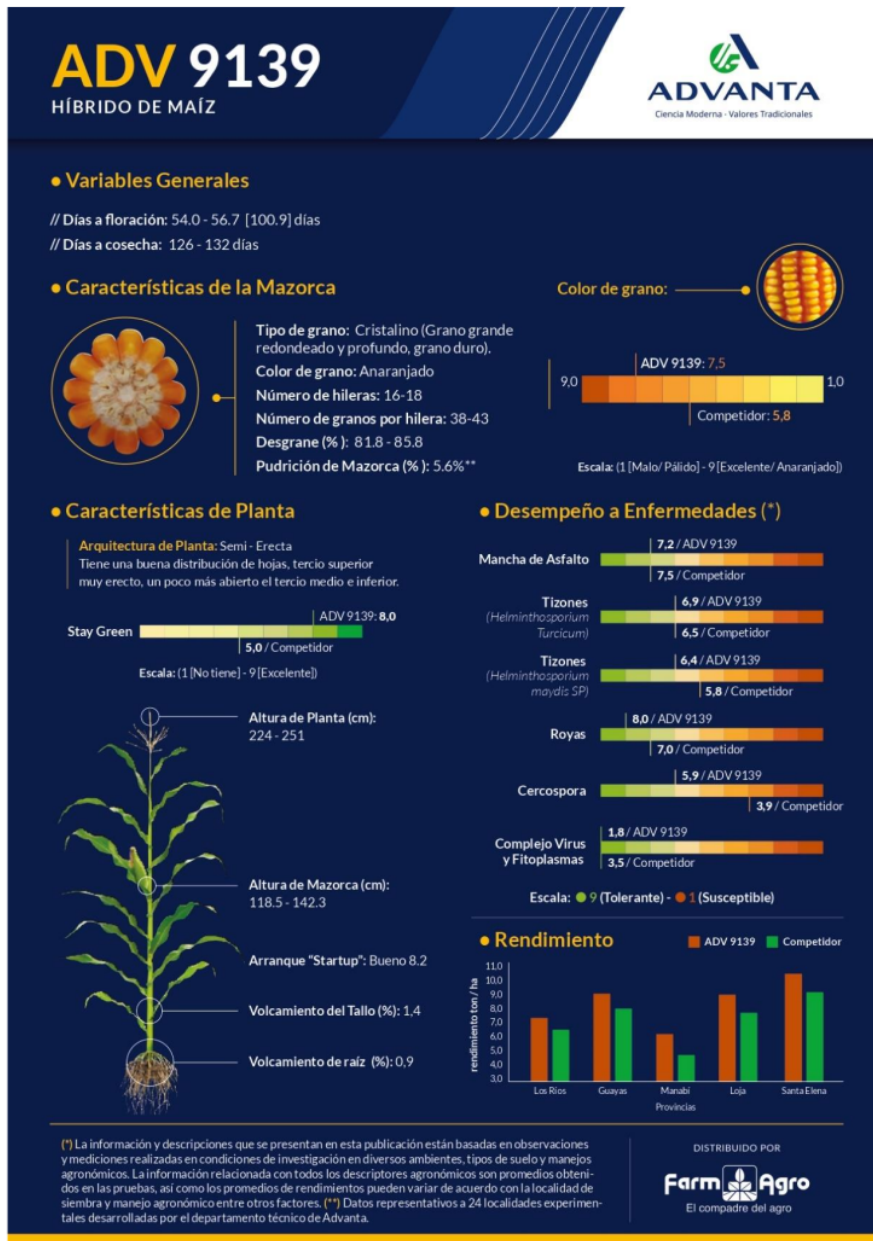 ADV 9139
HÍBRIDO DE MAÍZ
ADVANTA
Ciencia Moderna - Valores Tradicionales
● Variables Generales
// Días a floración: 54.0 - 56.7 [100.9] días
// Días a cosecha: 126 - 132 días
● Características de la Mazorca
Tipo de grano: Cristalino (Grano grande
redondeado y profundo, grano duro).
Color de grano: Anaranjado
Número de hileras: 16-18
Número de granos por hilera: 38-43
Desgrane (%): 81.8 - 85.8
Pudrición de Mazorca (%): 5.6%**
Color de grano:
ADV 9139: 7,5
9,0
1,0
Competidor: 5,8
Escala: (1 [Malo/ Pálido] - 9 [Excelente/ Anaranjado])
● Características de Planta
Arquitectura de Planta: Semi - Erecta
Tiene una buena distribución de hojas, tercio superior
muy erecto, un poco más abierto el tercio medio e inferior.
ADV 9139: 8,0
Stay Green
5,0 / Competidor
Escala: (1 [No tiene] - 9 [Excelente])
Altura de Planta (cm):
224 - 251
Altura de Mazorca (cm):
118.5 - 142.3
Arranque “Startup”: Bueno 8.2
Volcamiento del Tallo (%): 1,4
Volcamiento de raíz (%): 0,9
● Desempeño a Enfermedades (*)
7,2 / ADV 9139
Mancha de Asfalto
7,5 / Competidor
6,9 / ADV 9139
Tizones
(Helminthosporium
Turcicum)
6,5 / Competidor
6,4 / ADV 9139
Tizones
(Helminthosporium
maydis SP)
5,8 / Competidor
8,0 / ADV 9139
Royas
7,0 / Competidor
5,9 / ADV 9139
Cercospora
3,9 / Competidor
1,8 / ADV 9139
Complejo Virus
y Fitoplasmas
3,5 / Competidor
Escala: ● 9 (Tolerante) - ● 1 (Susceptible)
● Rendimiento
ADV 9139
Competidor
rendimiento ton / ha
11,0
10,0
9,0
8,0
7,0
6,0
5,0
4,0
3,0
Los Ríos
Guayas
Manabí
Loja
Santa Elena
Provincias
(*) La información y descripciones que se presentan en esta publicación están basadas en observaciones
y mediciones realizadas en condiciones de investigación en diversos ambientes, tipos de suelo y manejos
agronómicos. La información relacionada con todos los descriptores agronómicos son promedios obteni-
dos en las pruebas, así como los promedios de rendimientos pueden variar de acuerdo con la localidad de
siembra y manejo agronómico entre otros factores. (**) Datos representativos a 24 localidades experimen-
tales desarrolladas por el departamento técnico de Advanta.
DISTRIBUIDO POR
Farm Agro
El compadre del agro